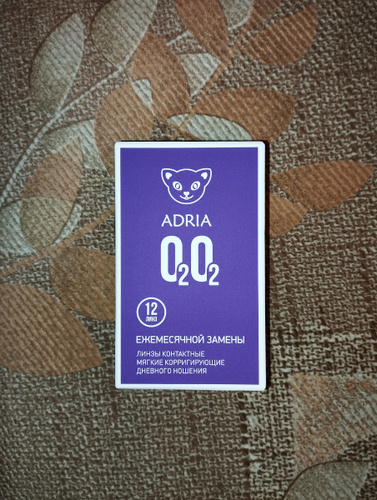 ADRIA
O2O2
12
ЛИНЗ
ЕЖЕМЕСЯЧНОЙ ЗАМЕНЫ
ЛИНЗЫ КОНТАКТНЫЕ
МЯГКИЕ КОРРИГИРУЮЩИЕ
ДНЕВНОГО НОШЕНИЯ